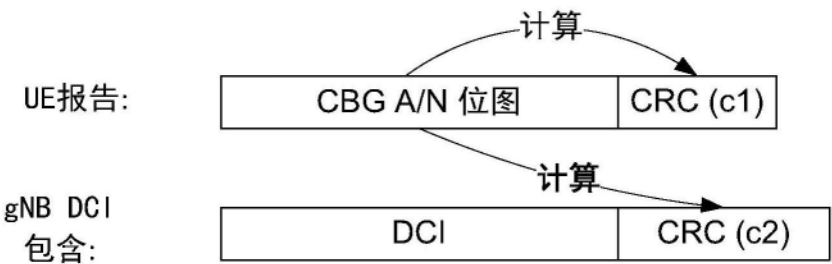 计算
UE报告:
CBG A/N 位图
CRC (c1)
计算
gNB DCI
包含:
DCI
CRC (c2)